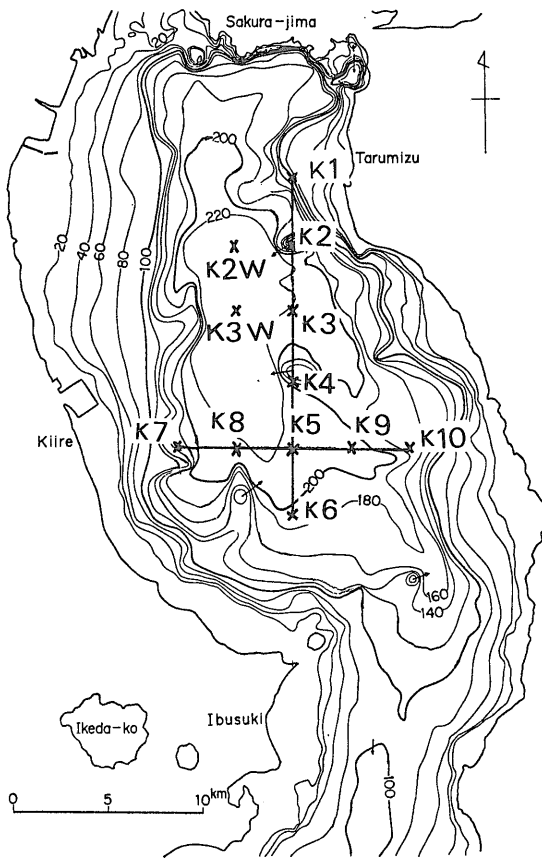 Sakura-jima
20
Tarumizu
200
K1
220
K2
20
40
60
80
100
K2W
K3W
K3
K4
Kiire
K7
K8
K5
K9
K10
200
K6
180
160
140
Ikeda-ko
Ibusuki
100
0 5 10km